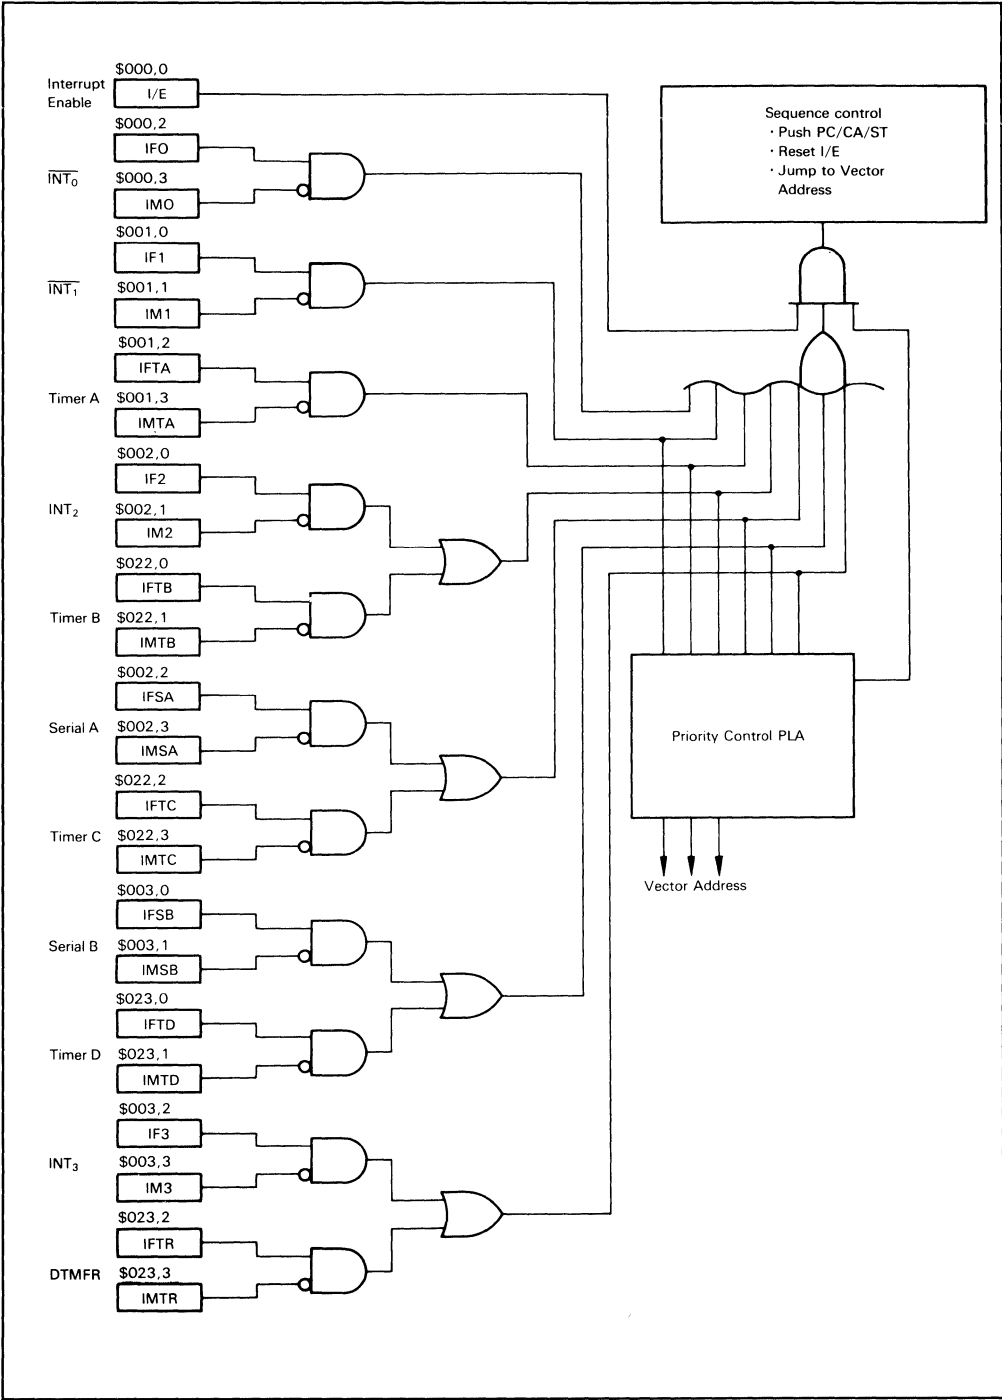 $000,0
Interrupt
Enable
I/E
$000,2
IFO
$\overline{INT_0}$
$000,3
IMO
$001,0
IF1
$\overline{INT_1}$
$001,1
IM1
$001,2
IFTA
Timer A
$001,3
IMTA
$002,0
IF2
INT₂
$002,1
IM2
$022,0
IFTB
Timer B
$022,1
IMTB
$002,2
IFSA
Serial A
$002,3
IMSA
$022,2
IFTC
Timer C
$022,3
IMTC
$003,0
IFSB
Serial B
$003,1
IMSB
$023,0
IFTD
Timer D
$023,1
IMTD
$003,2
IF3
INT₃
$003,3
IM3
$023,2
IFTR
DTMFR
$023,3
IMTR
Sequence control
· Push PC/CA/ST
· Reset I/E
· Jump to Vector
Address
Priority Control PLA
Vector Address